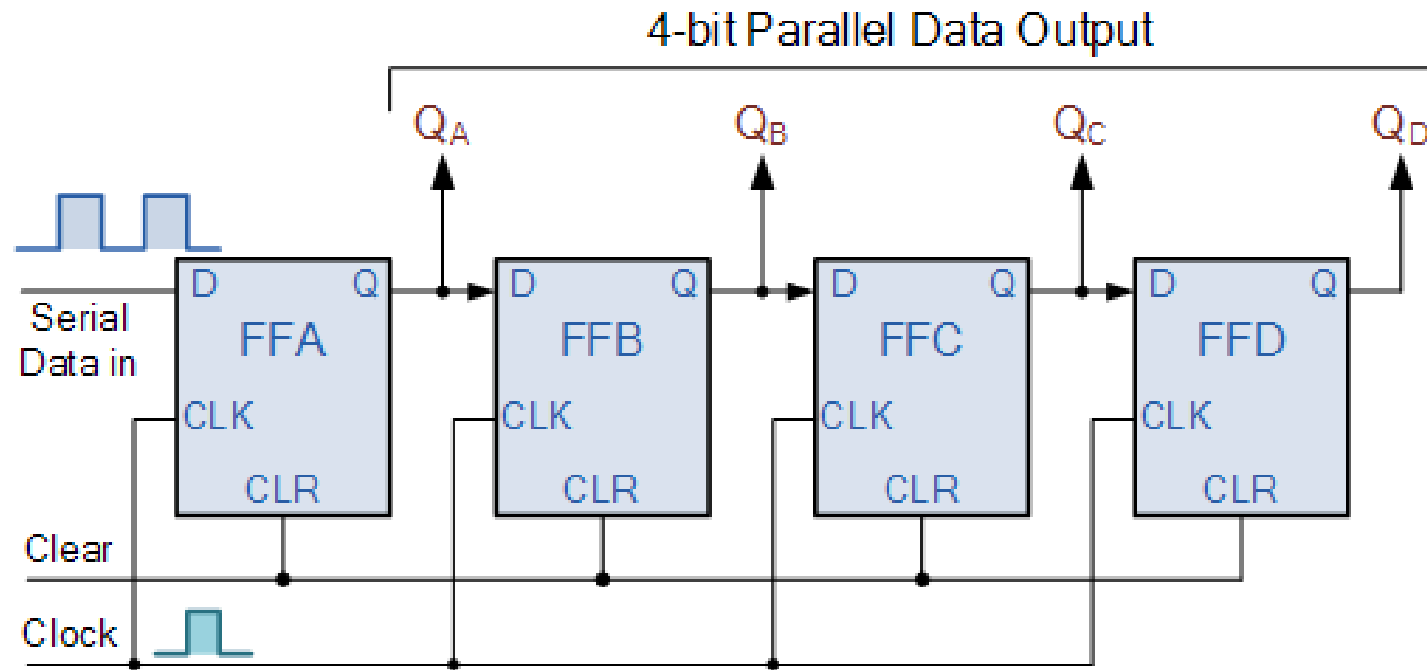 4-bit Parallel Data Output
QA QB QC QD
D Q D Q D Q D Q
Serial
Data in
FFA FFB FFC FFD
CLK CLK CLK CLK
CLR CLR CLR CLR
Clear
Clock